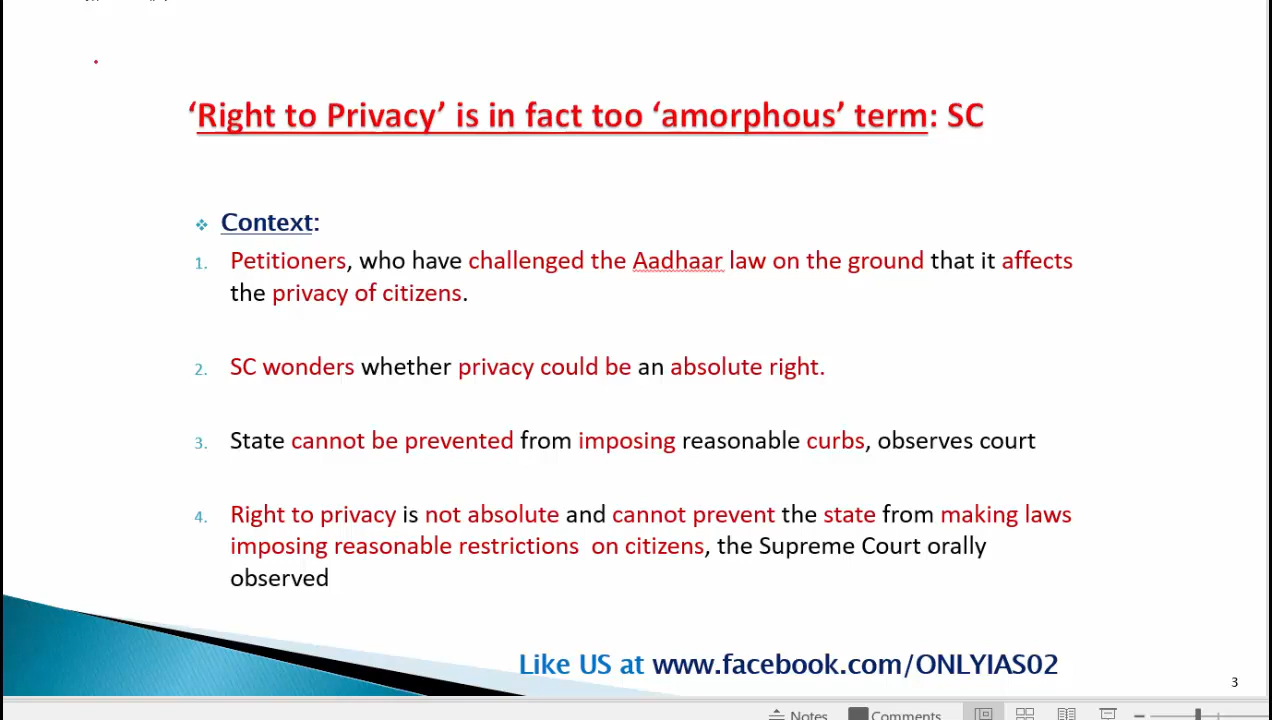 ‘Right to Privacy’ is in fact too ‘amorphous’ term: SC
❖ Context:
1. Petitioners, who have challenged the Aadhaar law on the ground that it affects
the privacy of citizens.
2. SC wonders whether privacy could be an absolute right.
3. State cannot be prevented from imposing reasonable curbs, observes court
4. Right to privacy is not absolute and cannot prevent the state from making laws
imposing reasonable restrictions on citizens, the Supreme Court orally
observed
Like US at www.facebook.com/ONLYIAS02
3
Notes Comments